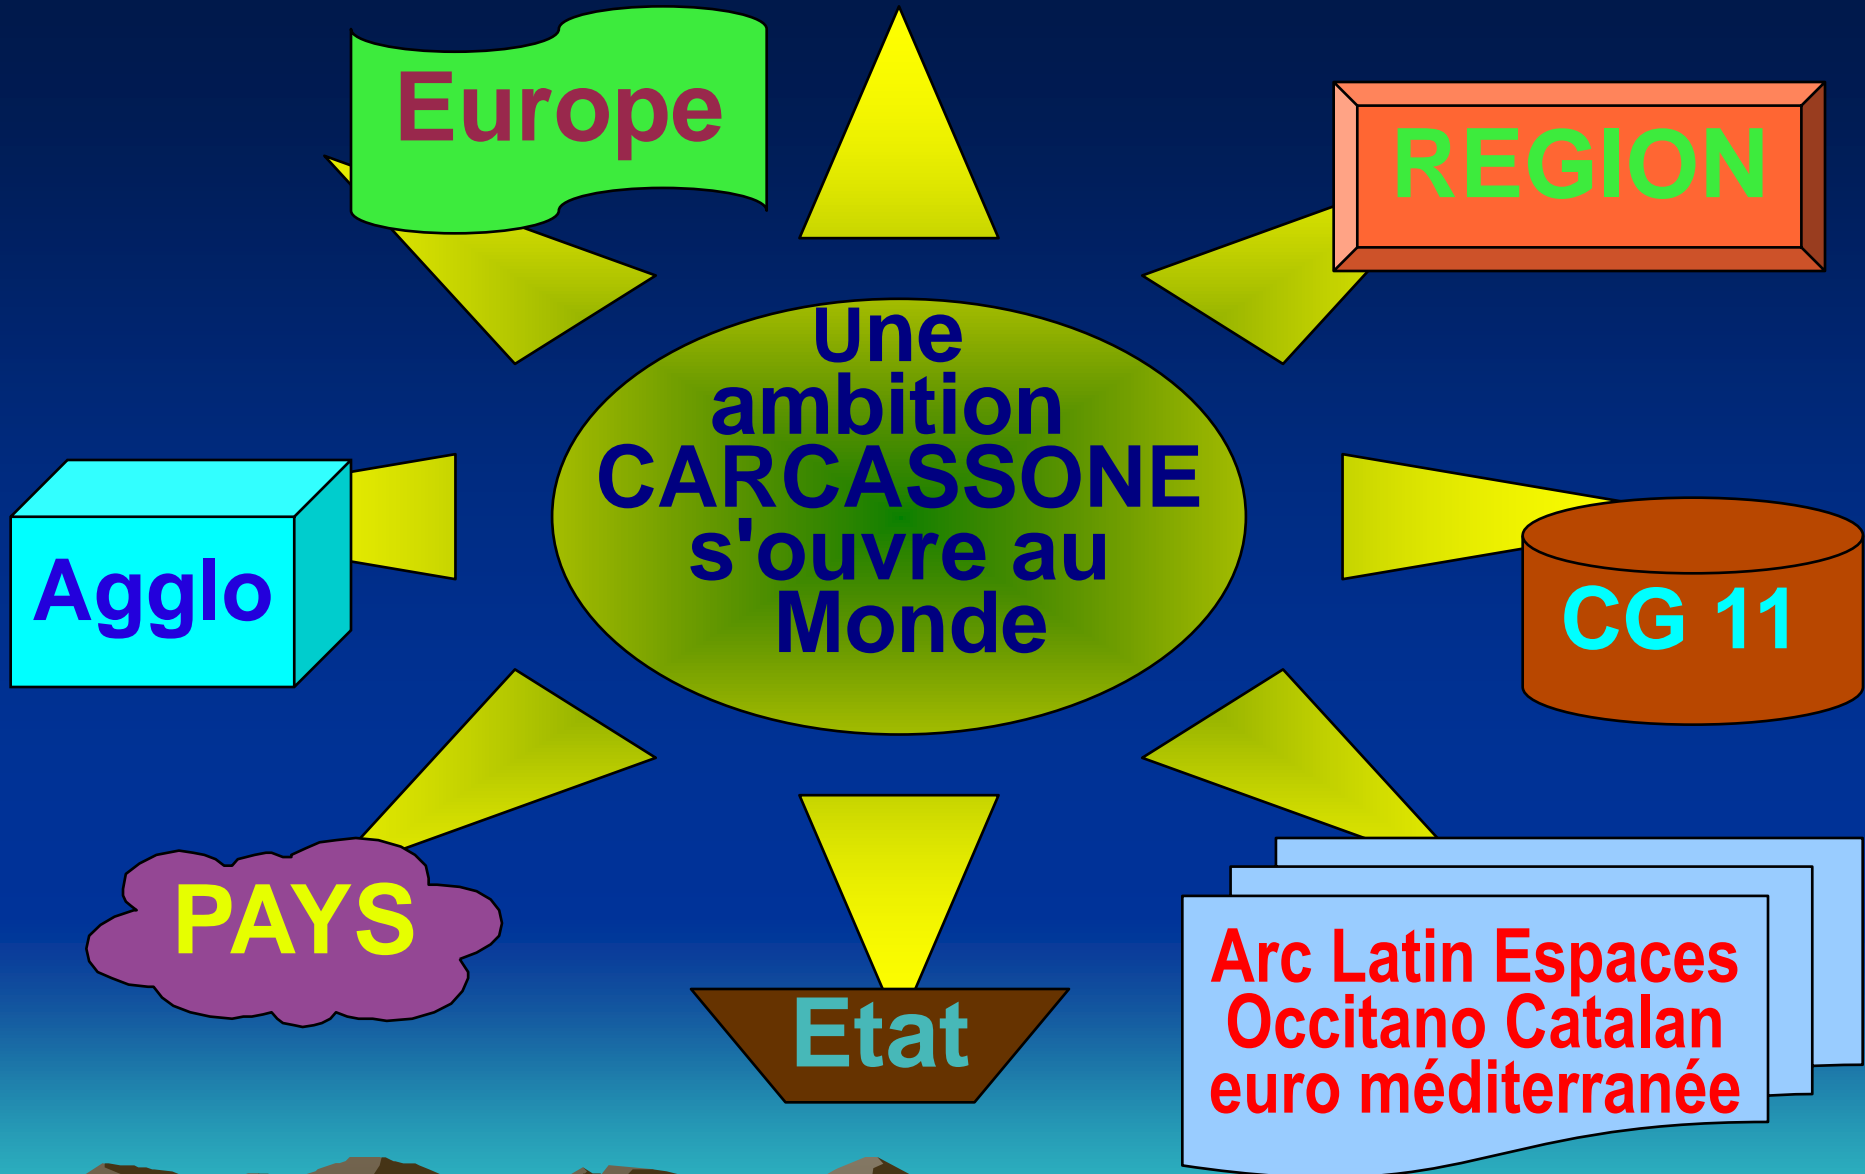 Europe
REGION
Une
ambition
CARCASSONE
s'ouvre au
Monde
Agglo
CG 11
PAYS
Etat
Arc Latin Espaces
Occitano Catalan
euro méditerranée